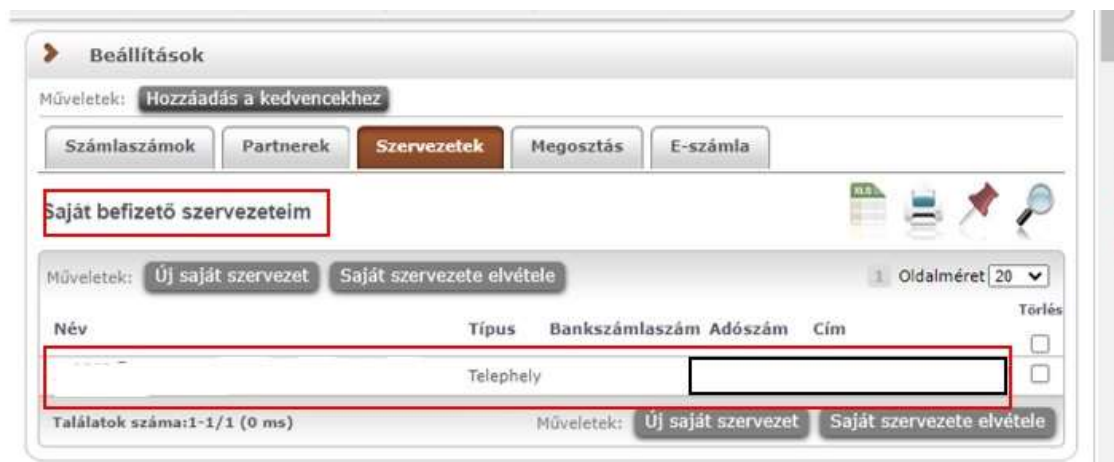 Beállítások
Műveletek: Hozzáadás a kedvencekhez
Számlaszámok Partnerek Szervezetek Megosztás E-számla
Saját befizető szervezeteim
XLS
Műveletek: Új saját szervezet Saját szervezete elvétele 1 Oldalméret 20
Név Típus Bankszámlaszám Adószám Cím Törlés
Telephely
Találatok száma:1-1/1 (0 ms) Műveletek: Új saját szervezet Saját szervezete elvétele